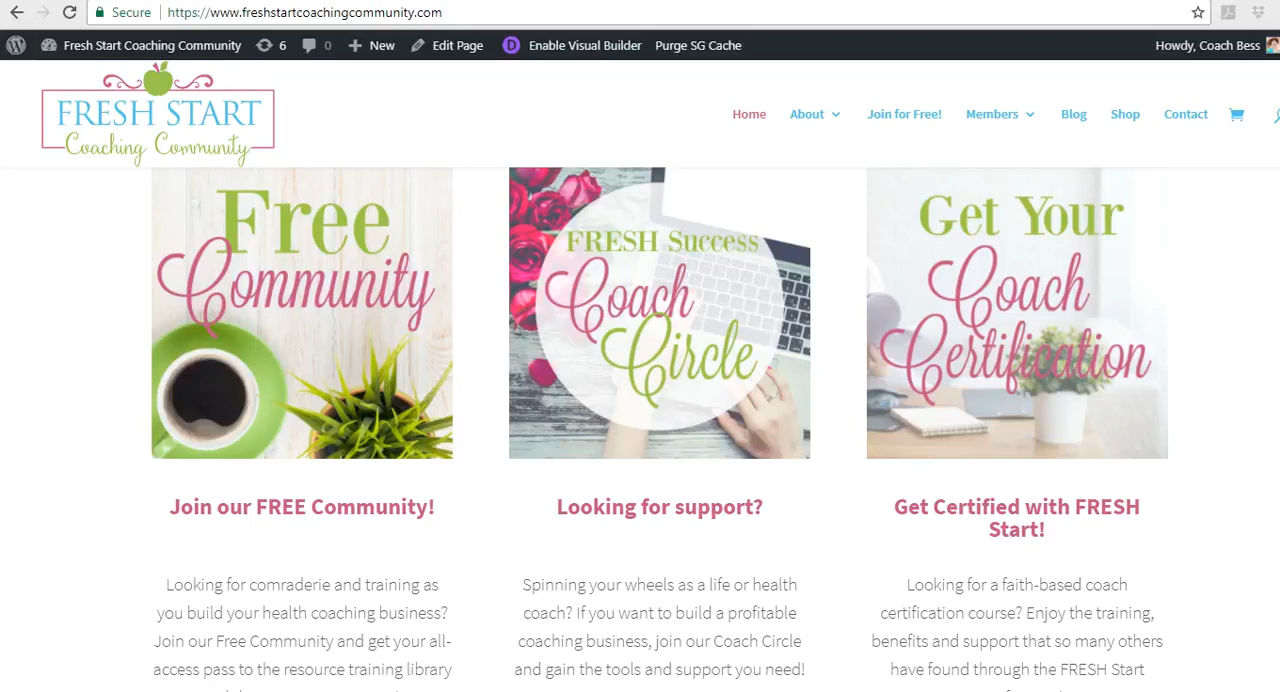 Secure https://www.freshstartcoachingcommunity.com
Fresh Start Coaching Community 6 0 New Edit Page D Enable Visual Builder Purge SG Cache Howdy, Coach Bess
FRESH START
Coaching Community
Home About Join for Free! Members Blog Shop Contact
Free
Community
FRESH Success
Coach
Circle
Get Your
Coach
Certification
Join our FREE Community!
Looking for comraderie and training as
you build your health coaching business?
Join our Free Community and get your all-
access pass to the resource training library
Looking for support?
Spinning your wheels as a life or health
coach? If you want to build a profitable
coaching business, join our Coach Circle
and gain the tools and support you need!
Get Certified with FRESH
Start!
Looking for a faith-based coach
certification course? Enjoy the training,
benefits and support that so many others
have found through the FRESH Start